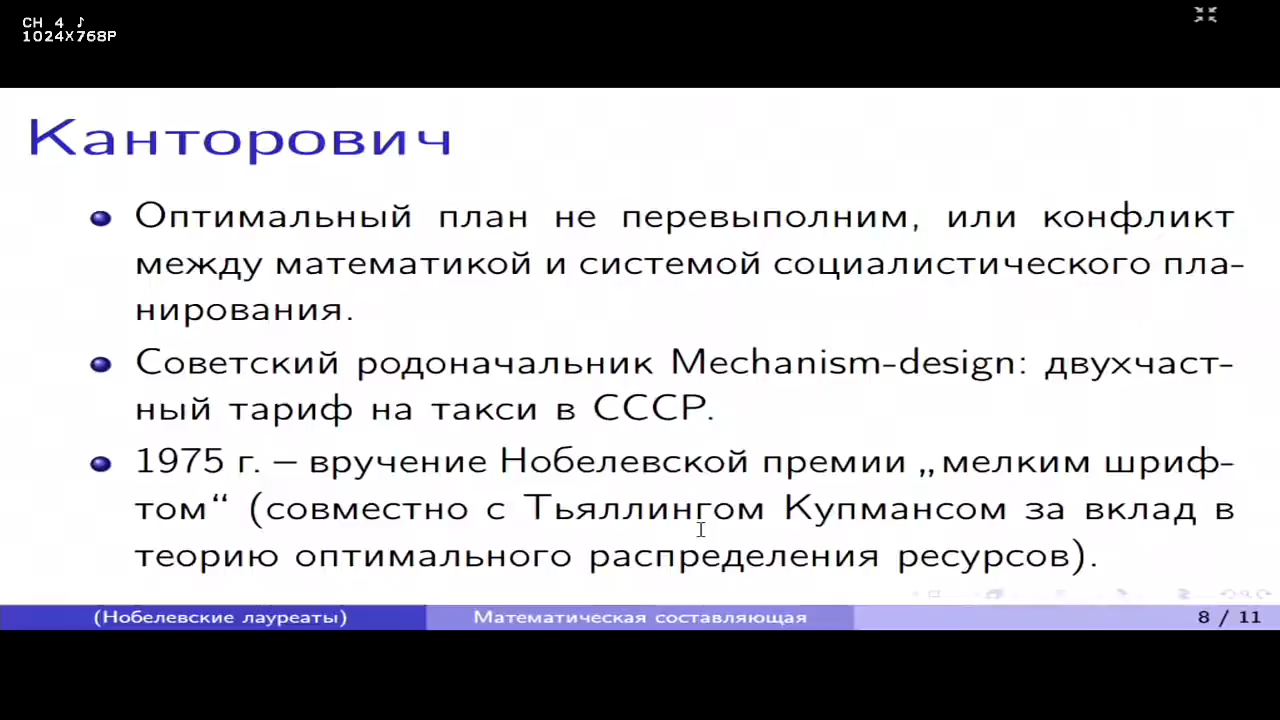 CH 4 ♪
1024X768P
Канторович
Оптимальный план не перевыполним, или конфликт
между математикой и системой социалистического пла-
нирования.
Советский родоначальник Mechanism-design: двухчаст-
ный тариф на такси в СССР.
1975 г. – вручение Нобелевской премии „мелким шриф-
том“ (совместно с Тьяллингом Купмансом за вклад в
теорию оптимального распределения ресурсов).
(Нобелевские лауреаты) Математическая составляющая 8 / 11